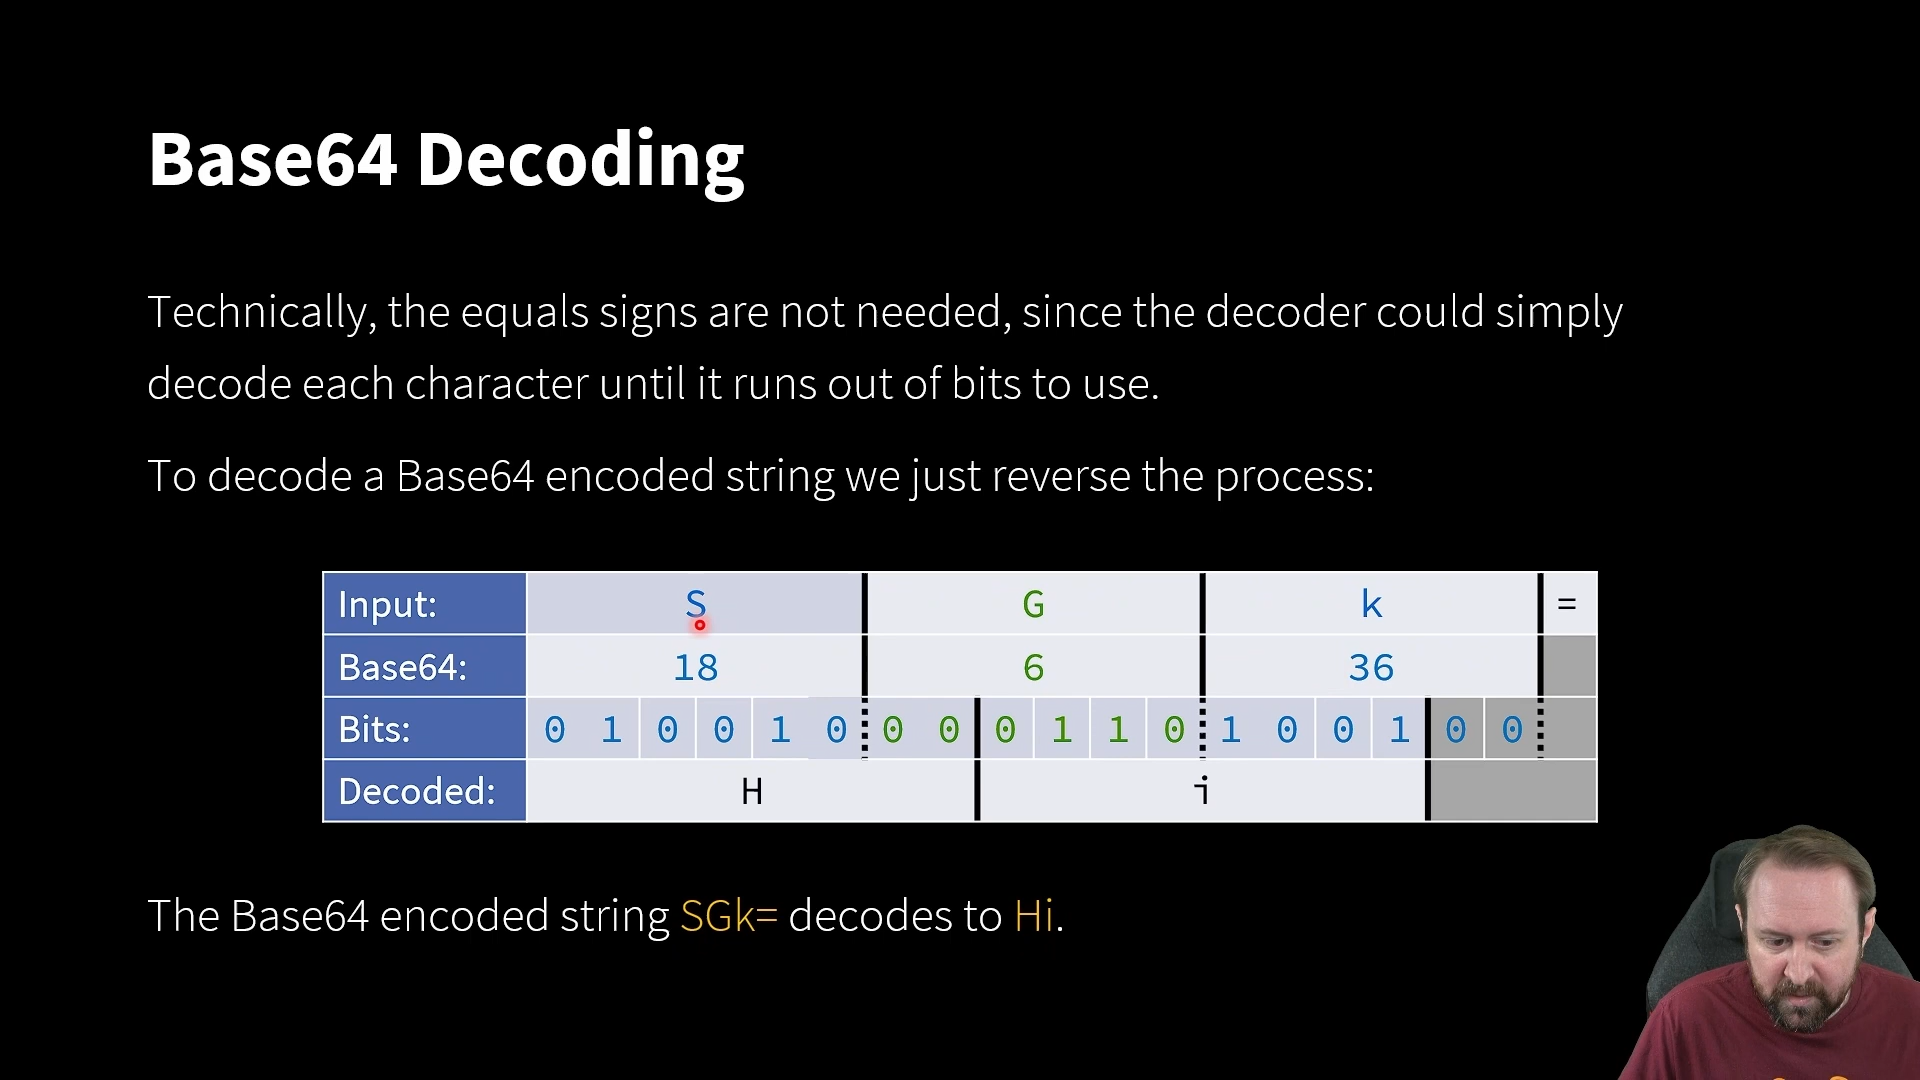 Base64 Decoding
Technically, the equals signs are not needed, since the decoder could simply
decode each character until it runs out of bits to use.
To decode a Base64 encoded string we just reverse the process:
Input: S G k =
Base64: 18 6 36
Bits: 0 1 0 0 1 0 0 0 0 1 1 0 1 0 0 1 0 0
Decoded: H i
The Base64 encoded string SGk= decodes to Hi.